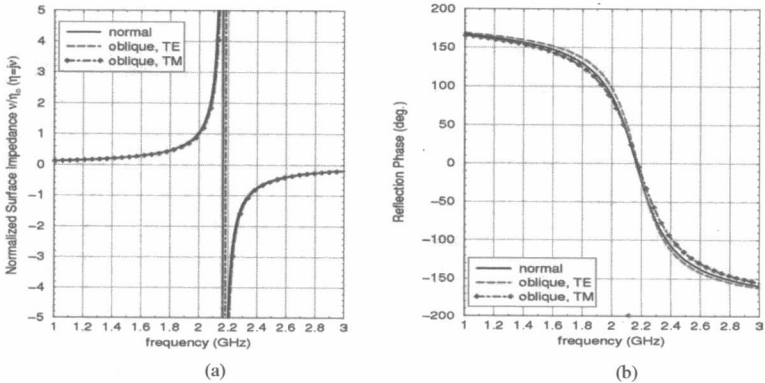 5
4
3
2
1
0
−1
−2
−3
−4
−5
Normalized Surface Impedance v/ηo (η=jv)
normal
oblique, TE
oblique, TM
1 1.2 1.4 1.6 1.8 2 2.2 2.4 2.6 2.8 3
frequency (GHz)
(a)
200
150
100
50
0
−50
−100
−150
−200
Reflection Phase (deg.)
normal
oblique, TE
oblique, TM
1 1.2 1.4 1.6 1.8 2 2.2 2.4 2.6 2.8 3
frequency (GHz)
(b)